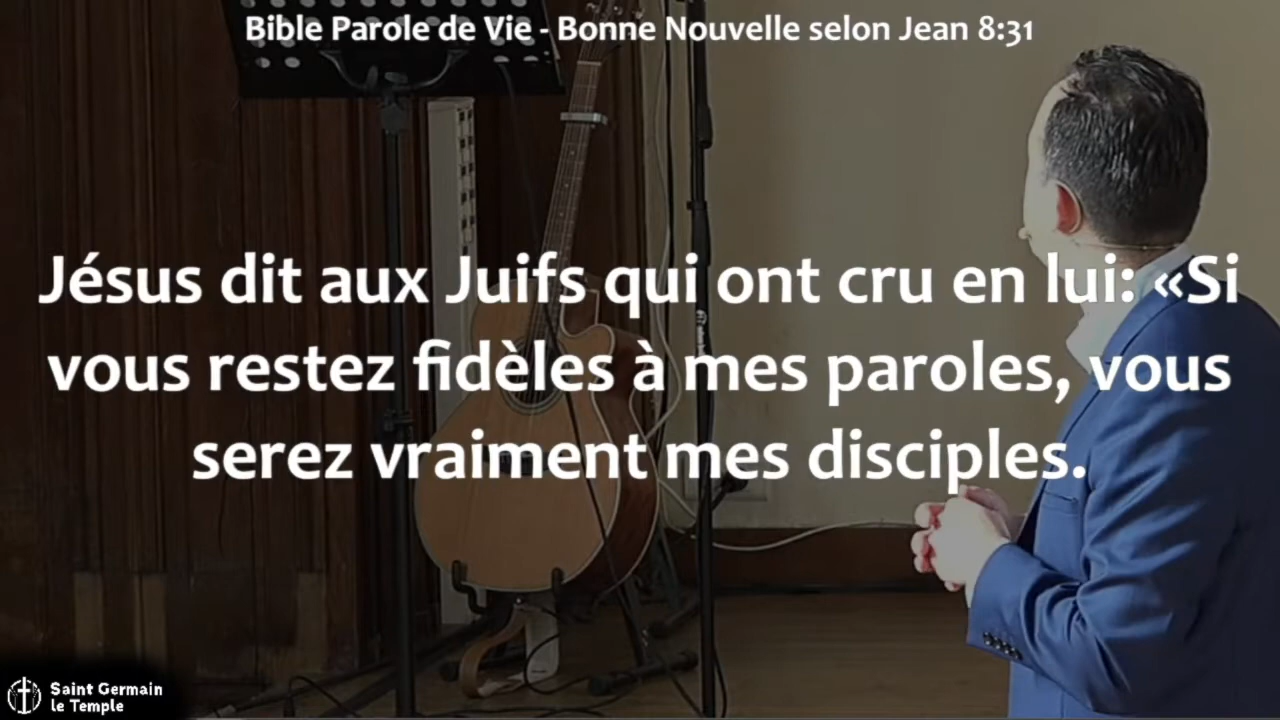 Bible Parole de Vie - Bonne Nouvelle selon Jean 8:31
Jésus dit aux Juifs qui ont cru en lui: «Si
vous restez fidèles à mes paroles, vous
serez vraiment mes disciples.
Saint Germain
le Temple